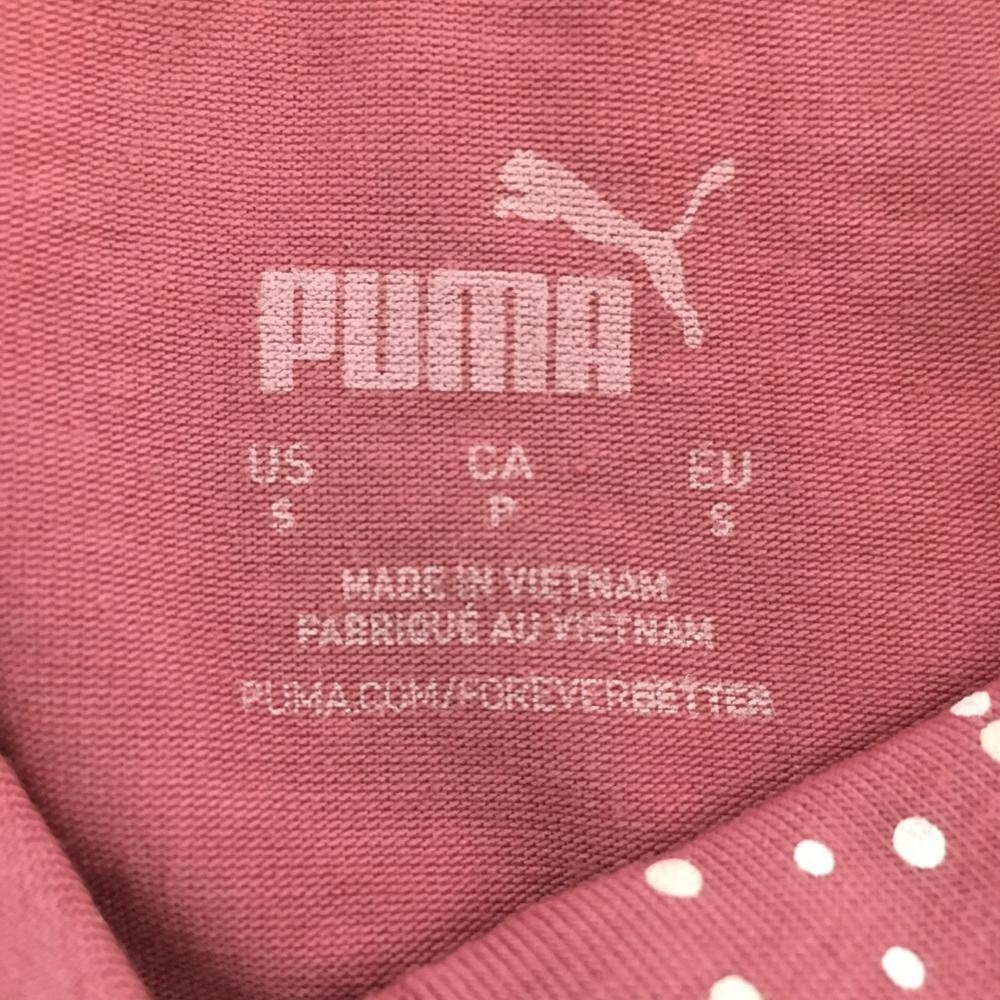 PUMA
US CA EU
S P S
MADE IN VIETNAM
FABRIQUÉ AU VIETNAM
PUMA.COM/FOREVERBETTER